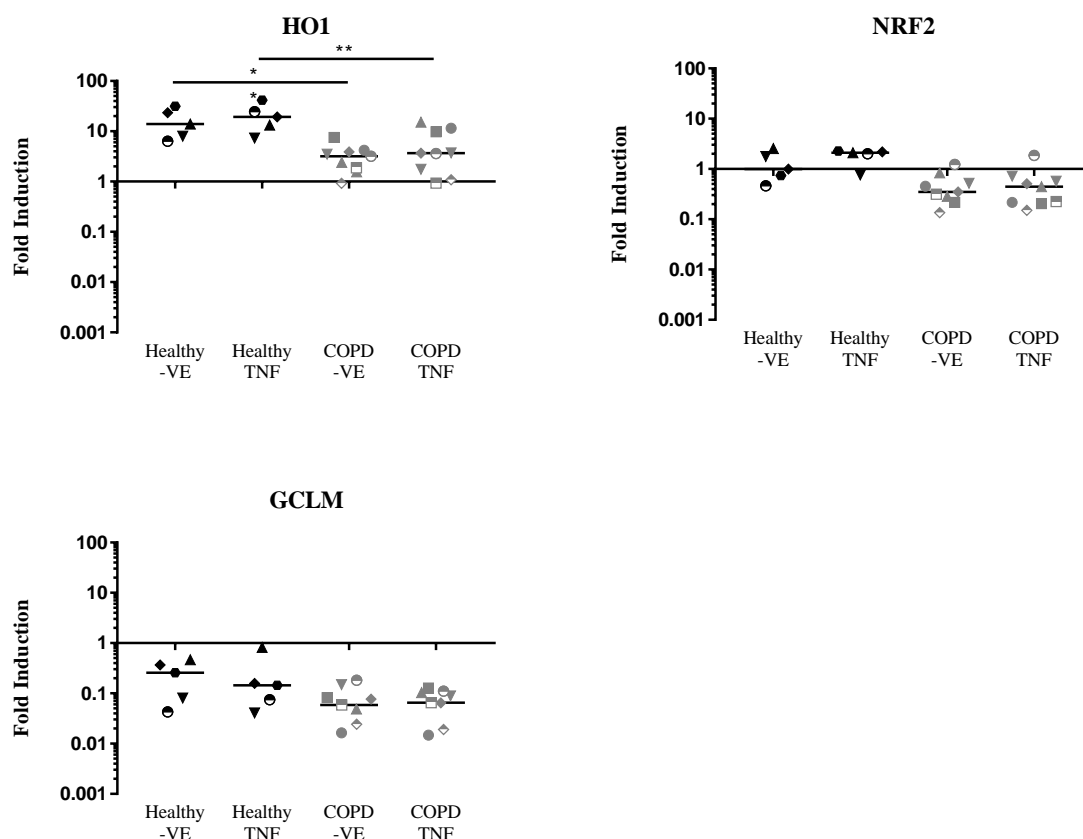 HO1
**
*
*
100
10
1
0.1
0.01
0.001
Fold Induction
Healthy
-VE
Healthy
TNF
COPD
-VE
COPD
TNF
NRF2
100
10
1
0.1
0.01
0.001
Fold Induction
Healthy
-VE
Healthy
TNF
COPD
-VE
COPD
TNF
GCLM
100
10
1
0.1
0.01
0.001
Fold Induction
Healthy
-VE
Healthy
TNF
COPD
-VE
COPD
TNF